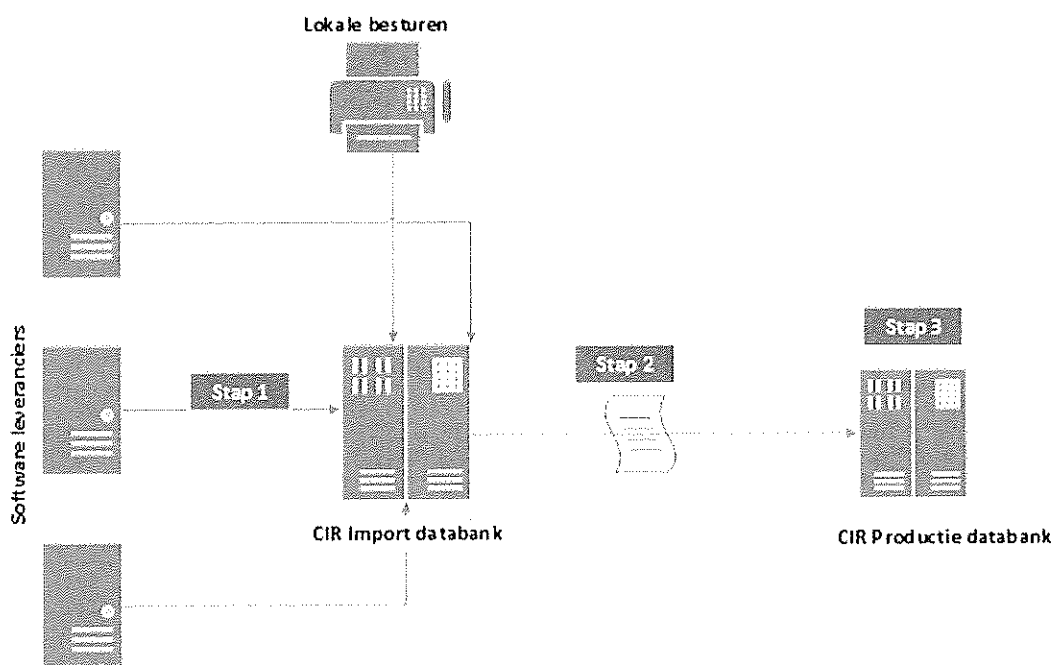 Lokale besturen
Software leveranciers
Stap 1
Stap 2
Stap 3
CIR Import databank
CIR Productie databank